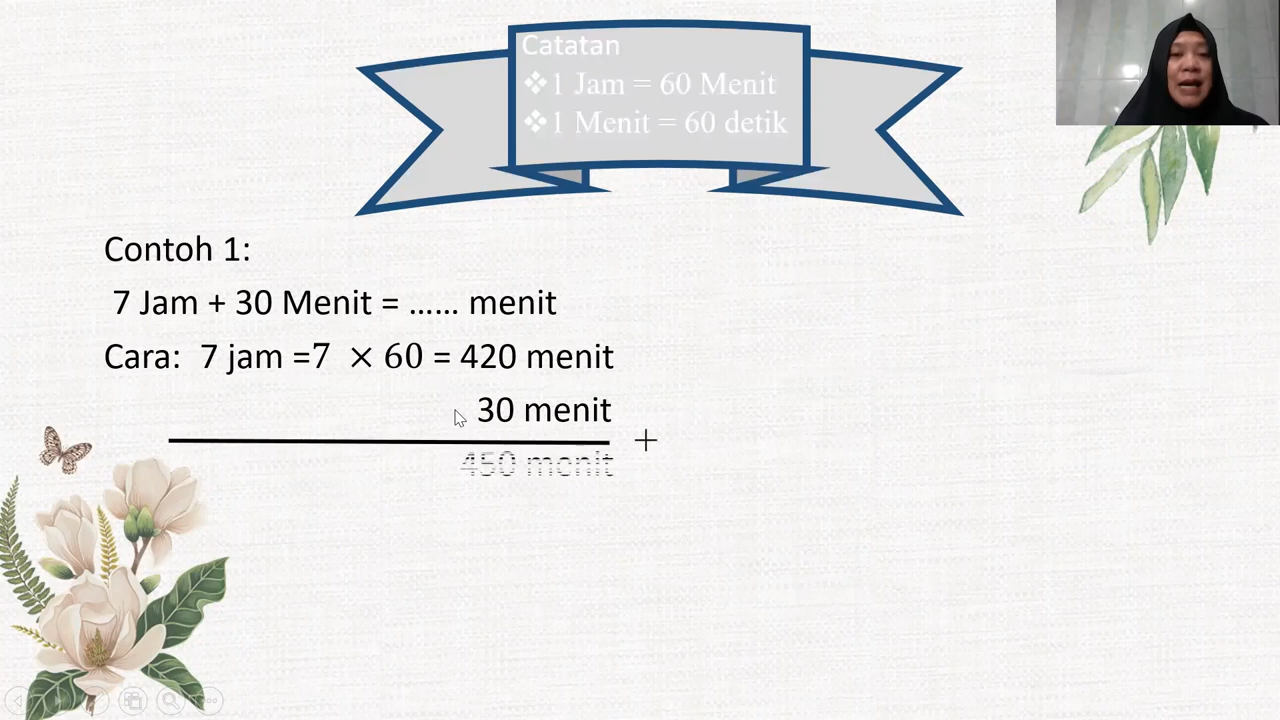 Catatan
❖1 Jam = 60 Menit
❖1 Menit = 60 detik
Contoh 1:
7 Jam + 30 Menit = …… menit
Cara: 7 jam =7 × 60 = 420 menit
30 menit
+
450 menit